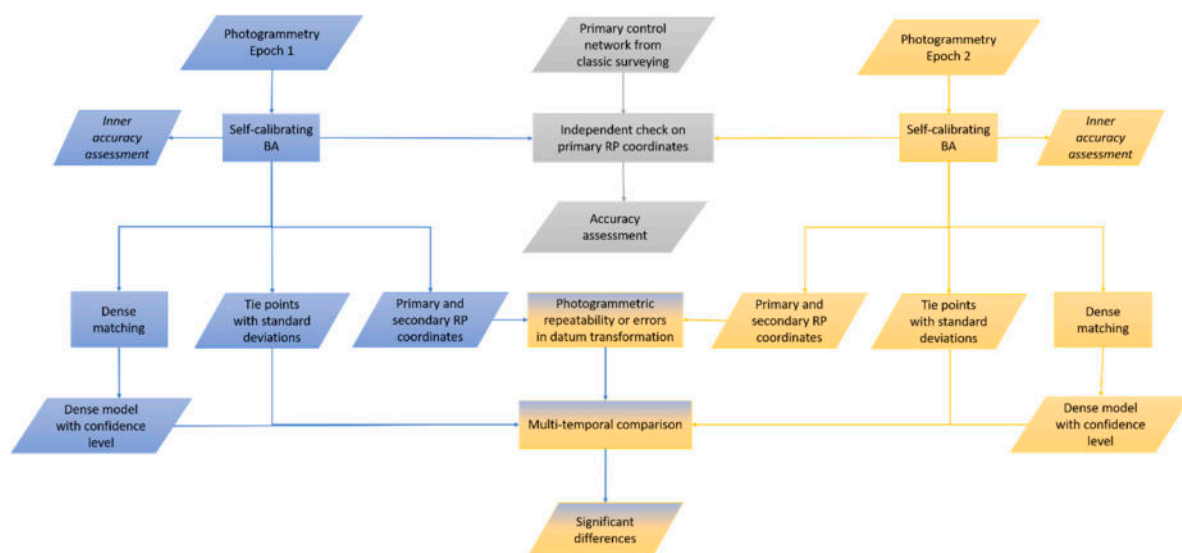 Photogrammetry
Epoch 1
Primary control
network from
classic surveying
Photogrammetry
Epoch 2
Inner
accuracy
assessment
Self-calibrating
BA
Independent check on
primary RP coordinates
Self-calibrating
BA
Inner
accuracy
assessment
Accuracy
assessment
Dense
matching
Tie points
with standard
deviations
Primary and
secondary RP
coordinates
Photogrammetric
repeatability or errors
in datum transformation
Primary and
secondary RP
coordinates
Tie points
with standard
deviations
Dense
matching
Dense model
with confidence
level
Multi-temporal comparison
Dense model
with confidence
level
Significant
differences